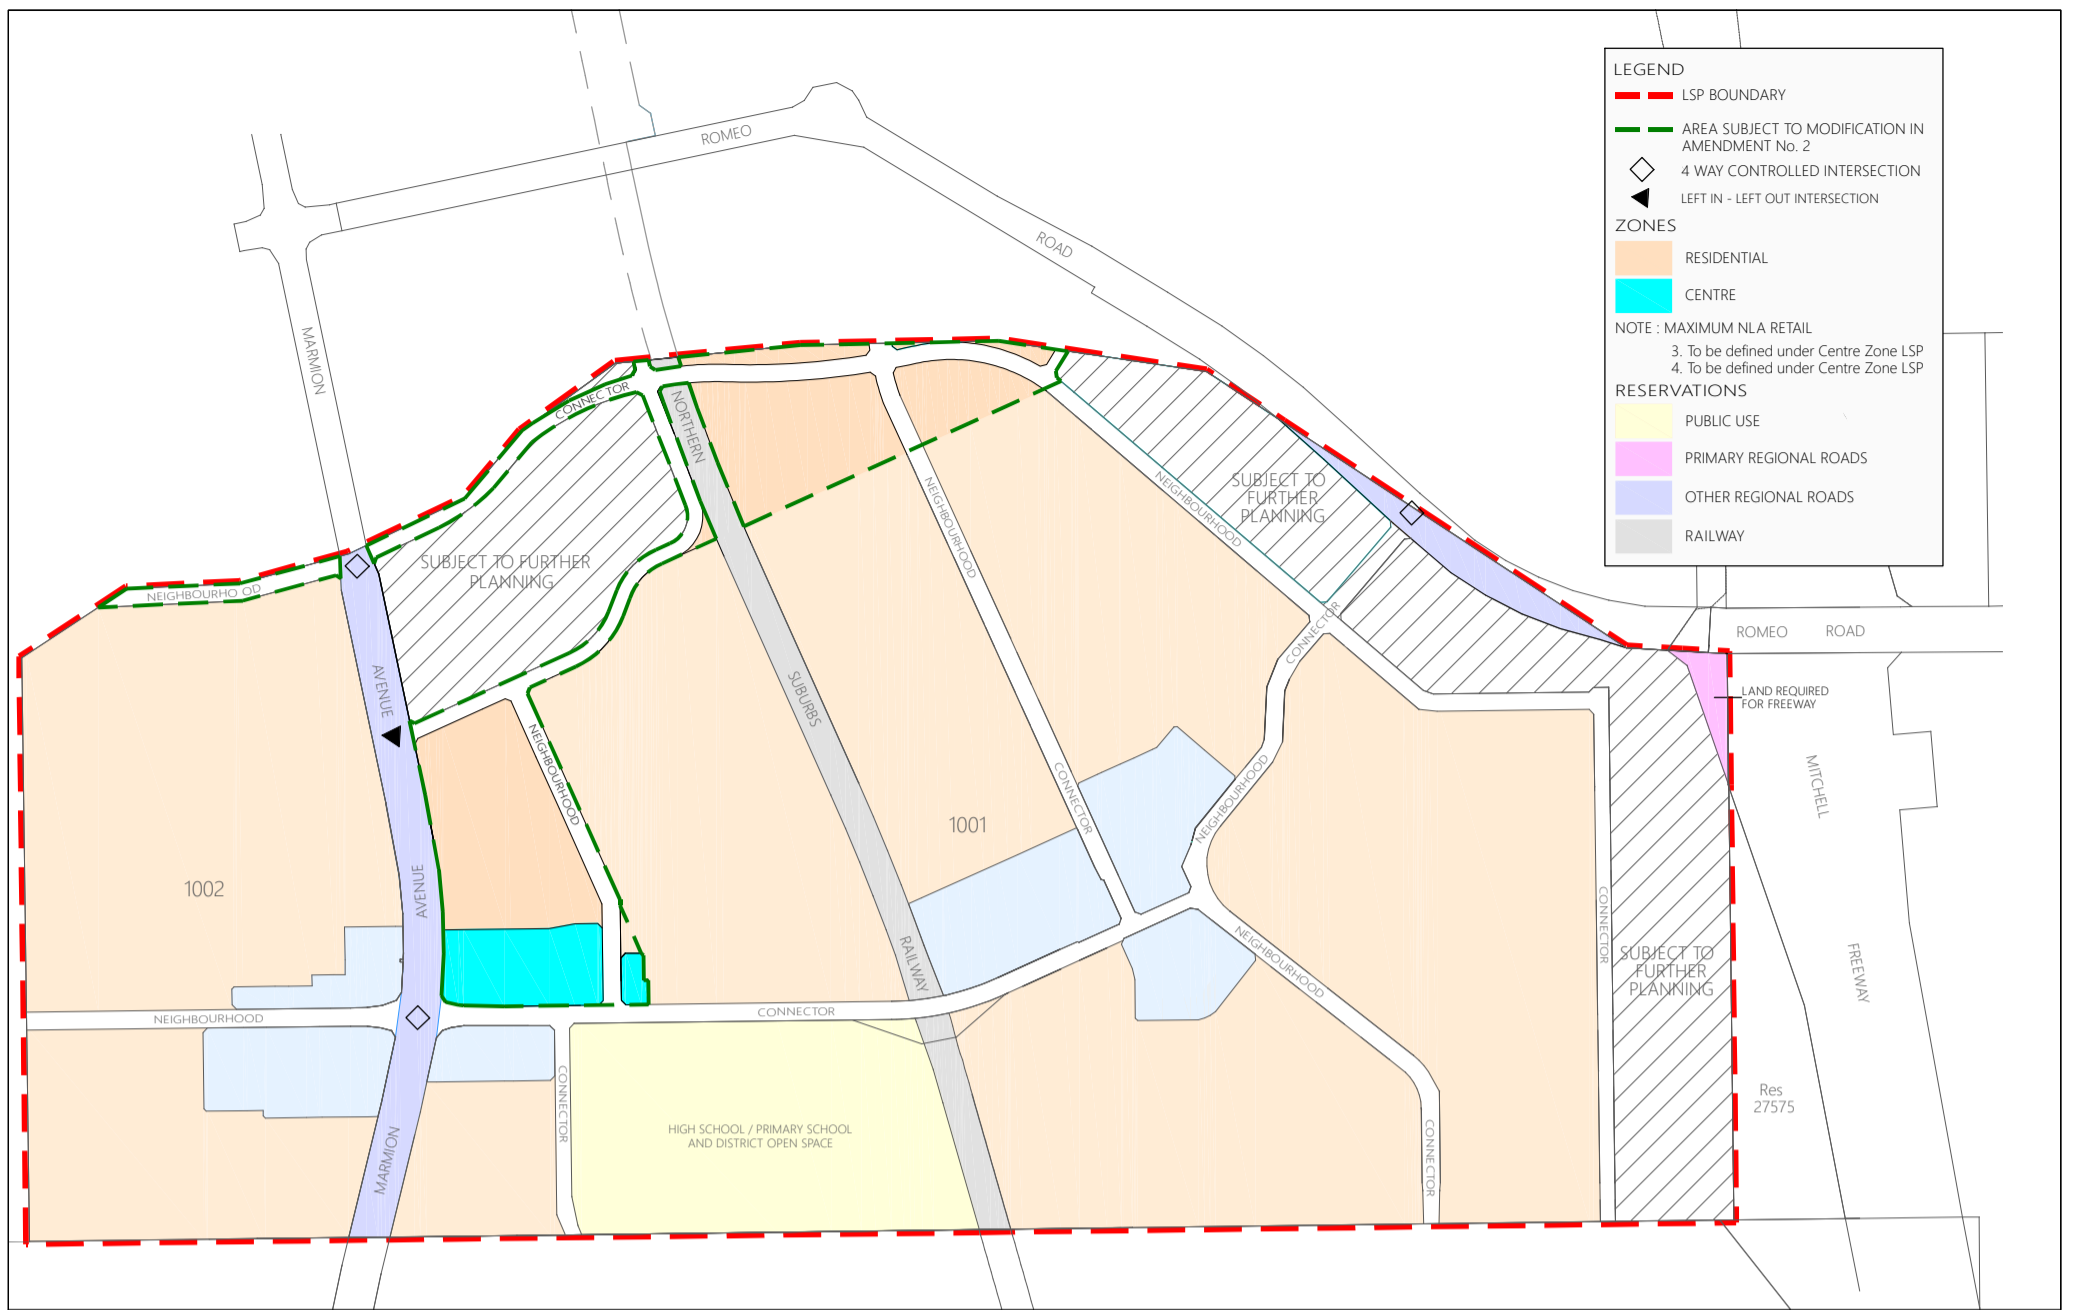 LEGEND
LSP BOUNDARY
AREA SUBJECT TO MODIFICATION IN
AMENDMENT No. 2
4 WAY CONTROLLED INTERSECTION
LEFT IN - LEFT OUT INTERSECTION
ZONES
RESIDENTIAL
CENTRE
NOTE : MAXIMUM NLA RETAIL
3. To be defined under Centre Zone LSP
4. To be defined under Centre Zone LSP
RESERVATIONS
PUBLIC USE
PRIMARY REGIONAL ROADS
OTHER REGIONAL ROADS
RAILWAY
ROMEO
ROAD
MARMION
CONNEC TOR
NORTHERN
NEIGHBOURHO OD
SUBJECT TO FURTHER
PLANNING
NEIGHBOURHOOD
NEIGHBOURHOOD
SUBJECT TO
FURTHER
PLANNING
CONNECTOR
ROMEO
ROAD
AVENUE
SUBURBS
LAND REQUIRED
FOR FREEWAY
NEIGHBOURHOOD
CONNECTOR
NEIGHBOURHOOD
MITCHELL
1001
1002
AVENUE
CONNECTOR
RAILWAY
NEIGHBOURHOOD
SUBJECT TO
FURTHER
PLANNING
FREEWAY
NEIGHBOURHOOD
CONNECTOR
CONNECTOR
HIGH SCHOOL / PRIMARY SCHOOL
AND DISTRICT OPEN SPACE
MARMION
CONNECTOR
Res
27575